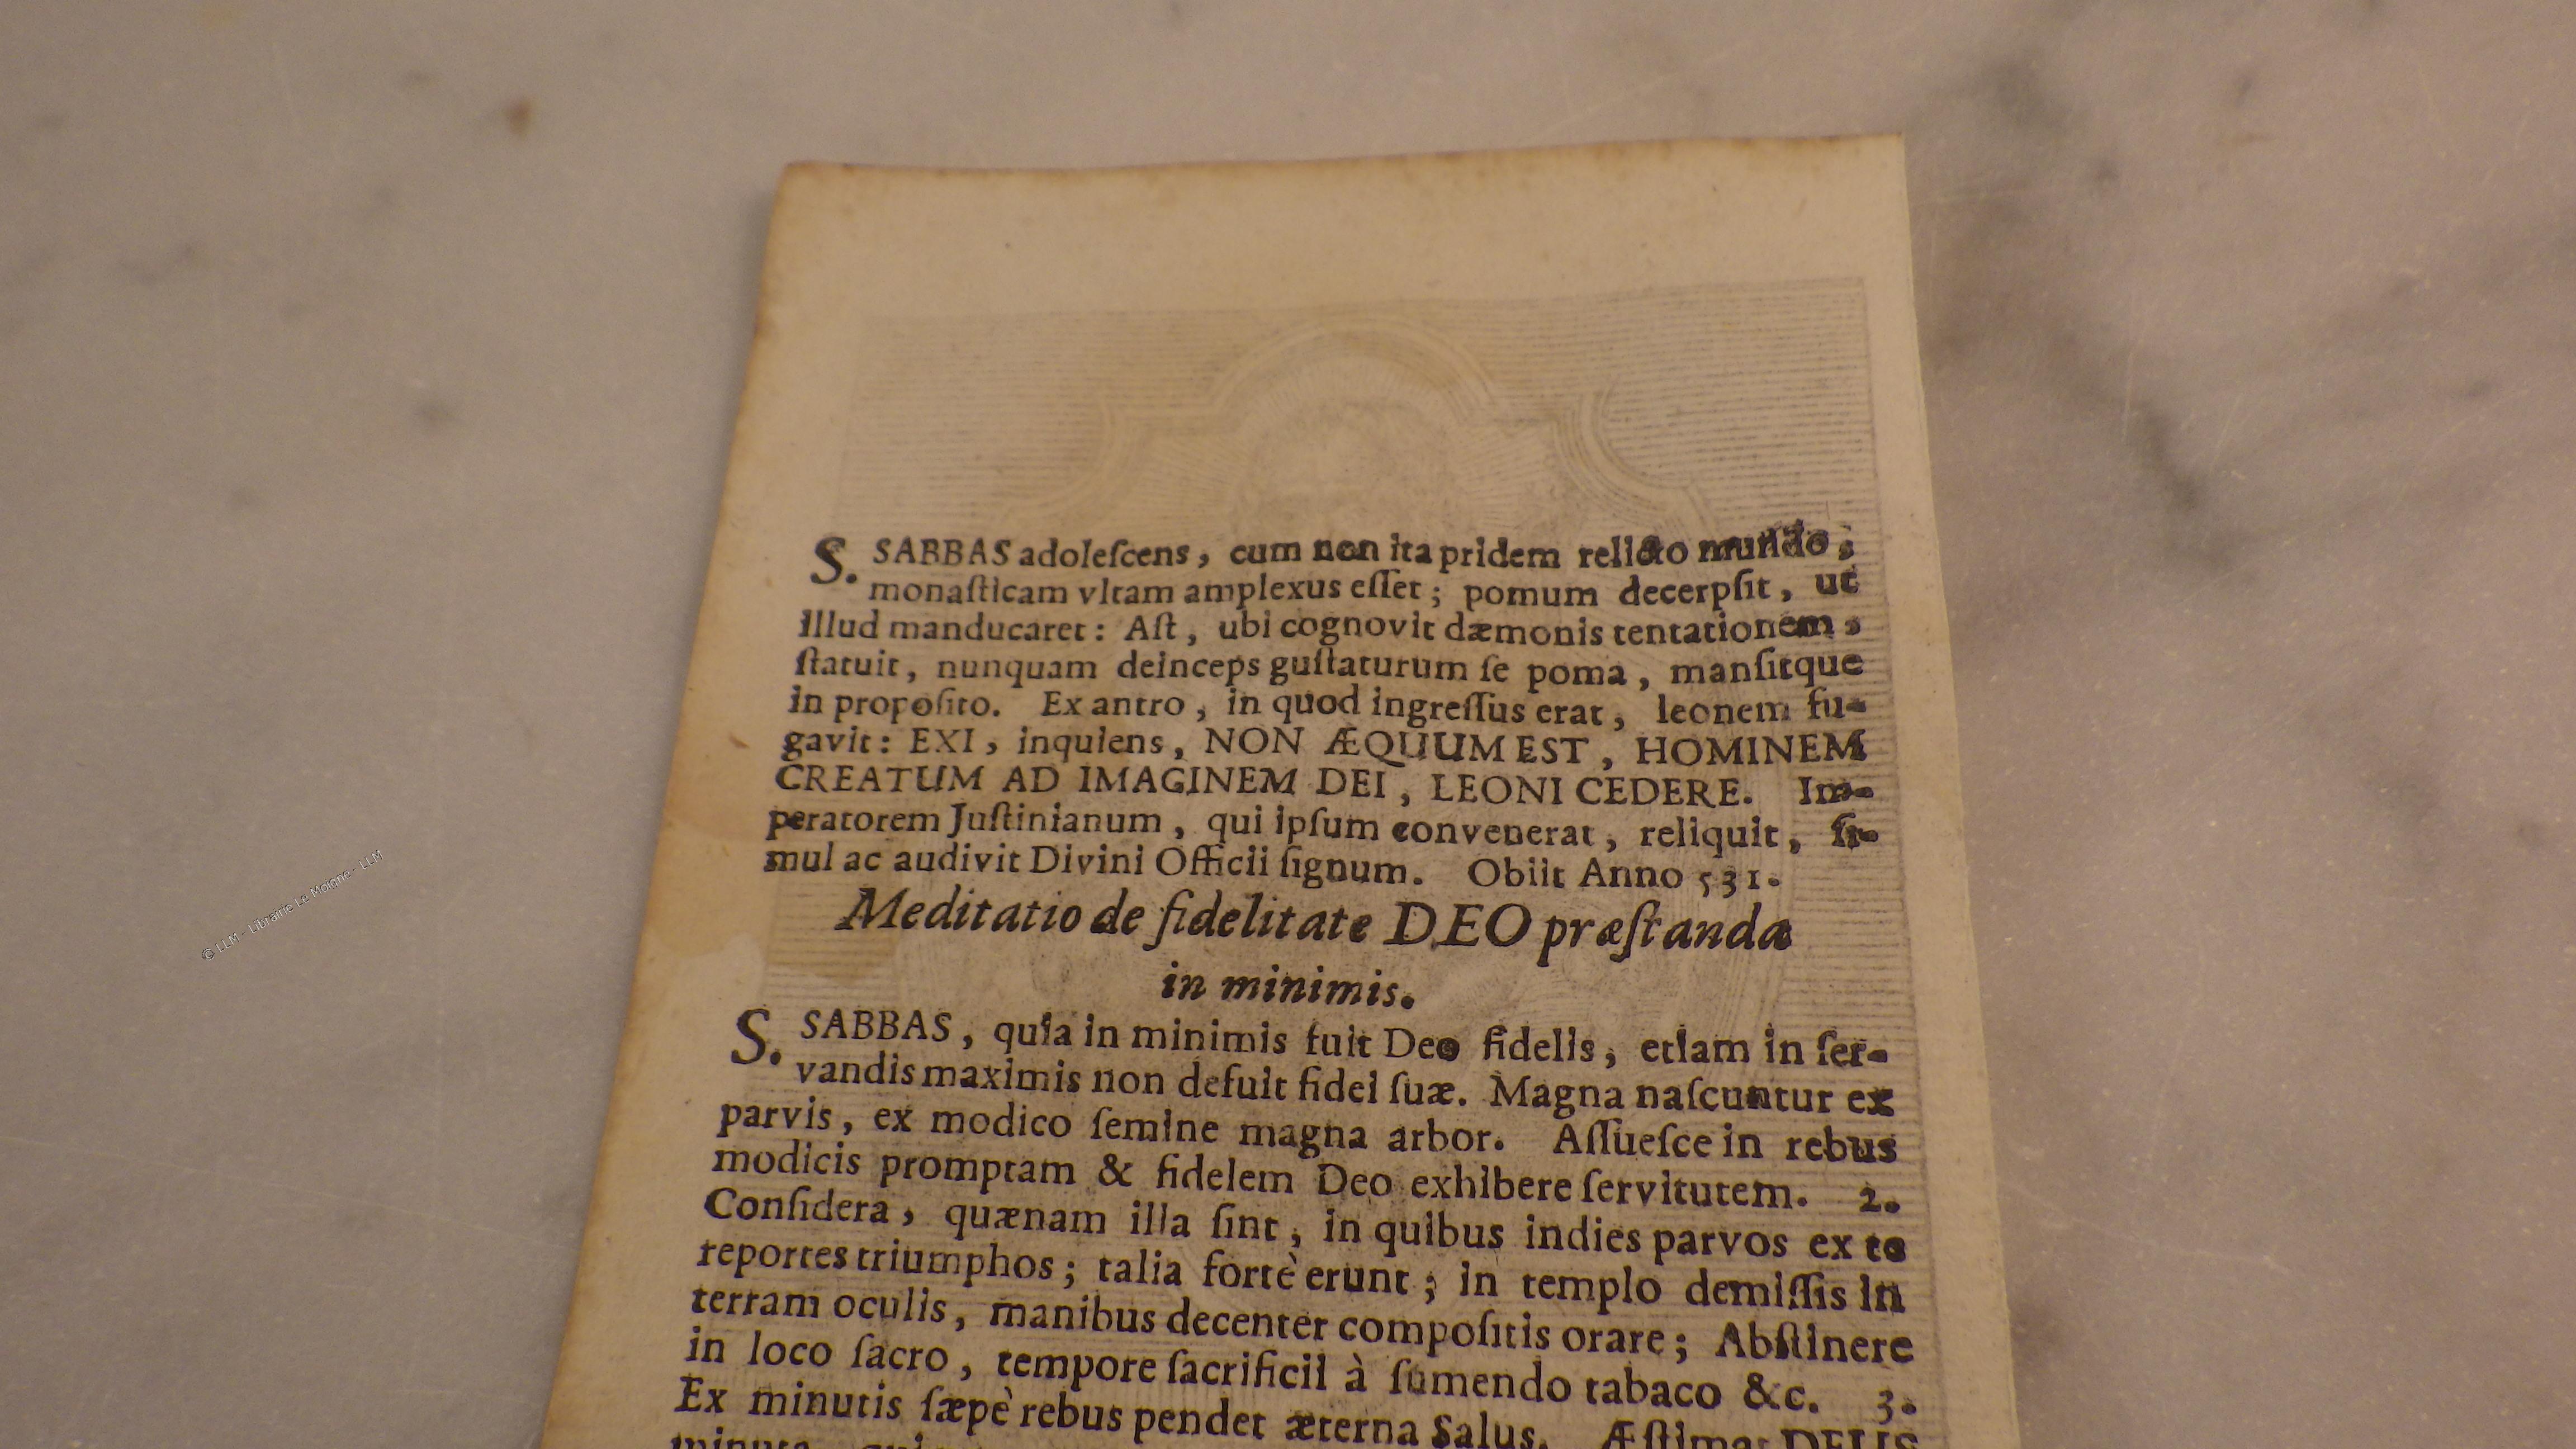 S. SABBAS adoleſcens, cum non ita pridem relicto mundo,
monaſticam vitam amplexus eſſet; pomum decerpſit, ut
illud manducaret: Aſt, ubi cognovit dæmonis tentationem,
ſtatuit, nunquam deinceps guſtaturum ſe poma, manſitque
in propoſito. Ex antro, in quod ingreſſus erat, leonem fu-
gavit: EXI, inquiens, NON ÆQUUM EST, HOMINEM
CREATUM AD IMAGINEM DEI, LEONI CEDERE. Im-
peratorem Juſtinianum, qui ipſum convenerat, reliquit, ſi-
mul ac audivit Divini Officii ſignum. Obiit Anno 531.
Meditatio de fidelitate DEO præſtanda
in minimis.
S. SABBAS, quia in minimis fuit Deo fidelis, etiam in ſer-
vandis maximis non defuit fidei ſuæ. Magna naſcuntur ex
parvis, ex modico ſemine magna arbor. Aſſueſce in rebus
modicis promptam & fidelem Deo exhibere ſervitutem. 2.
Conſidera, quænam illa ſint, in quibus indies parvos ex te
reportes triumphos; talia fortè erunt; in templo demiſſis in
terram oculis, manibus decenter compoſitis orare; Abſtinere
in loco ſacro, tempore ſacrificii à ſumendo tabaco &c. 3.
Ex minutis ſæpè rebus pendet æterna Salus. Æſtimat DEUS
minuta
© LLM - Librairie Le Moigne - LLM